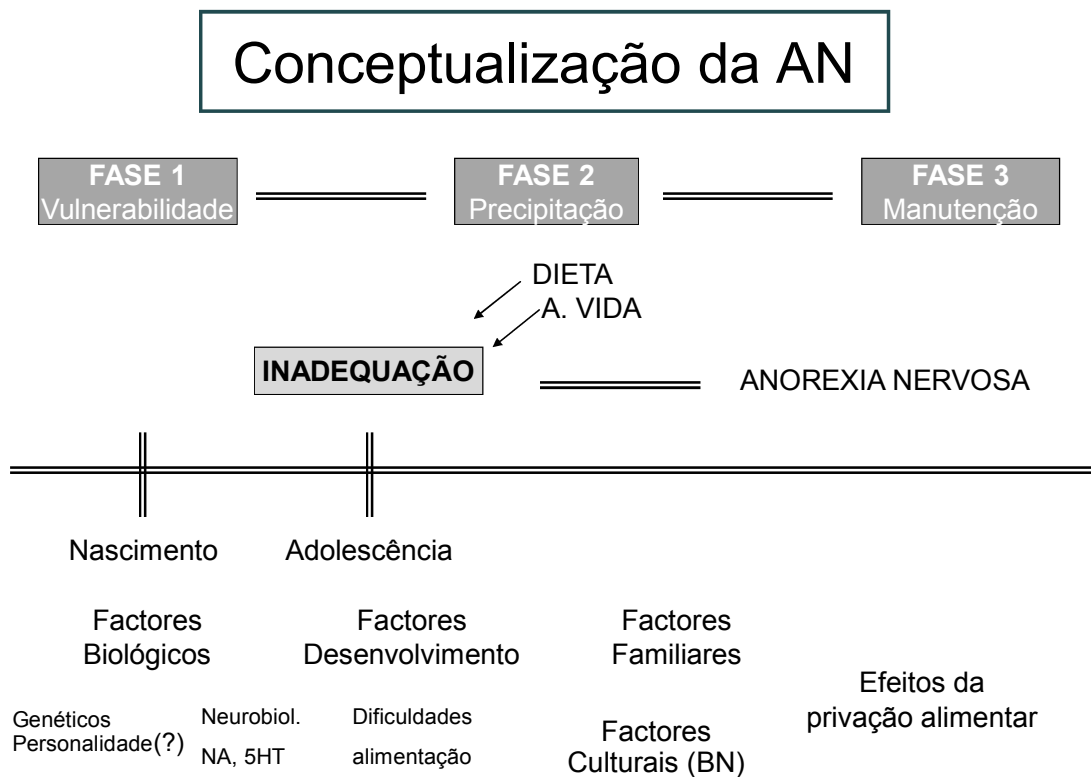 Conceptualização da AN
FASE 1
Vulnerabilidade
FASE 2
Precipitação
FASE 3
Manutenção
DIETA
A. VIDA
INADEQUAÇÃO
ANOREXIA NERVOSA
Nascimento
Adolescência
Factores
Biológicos
Factores
Desenvolvimento
Factores
Familiares
Efeitos da
privação alimentar
Genéticos
Personalidade(?)
Neurobiol.
NA, 5HT
Dificuldades
alimentação
Factores
Culturais (BN)